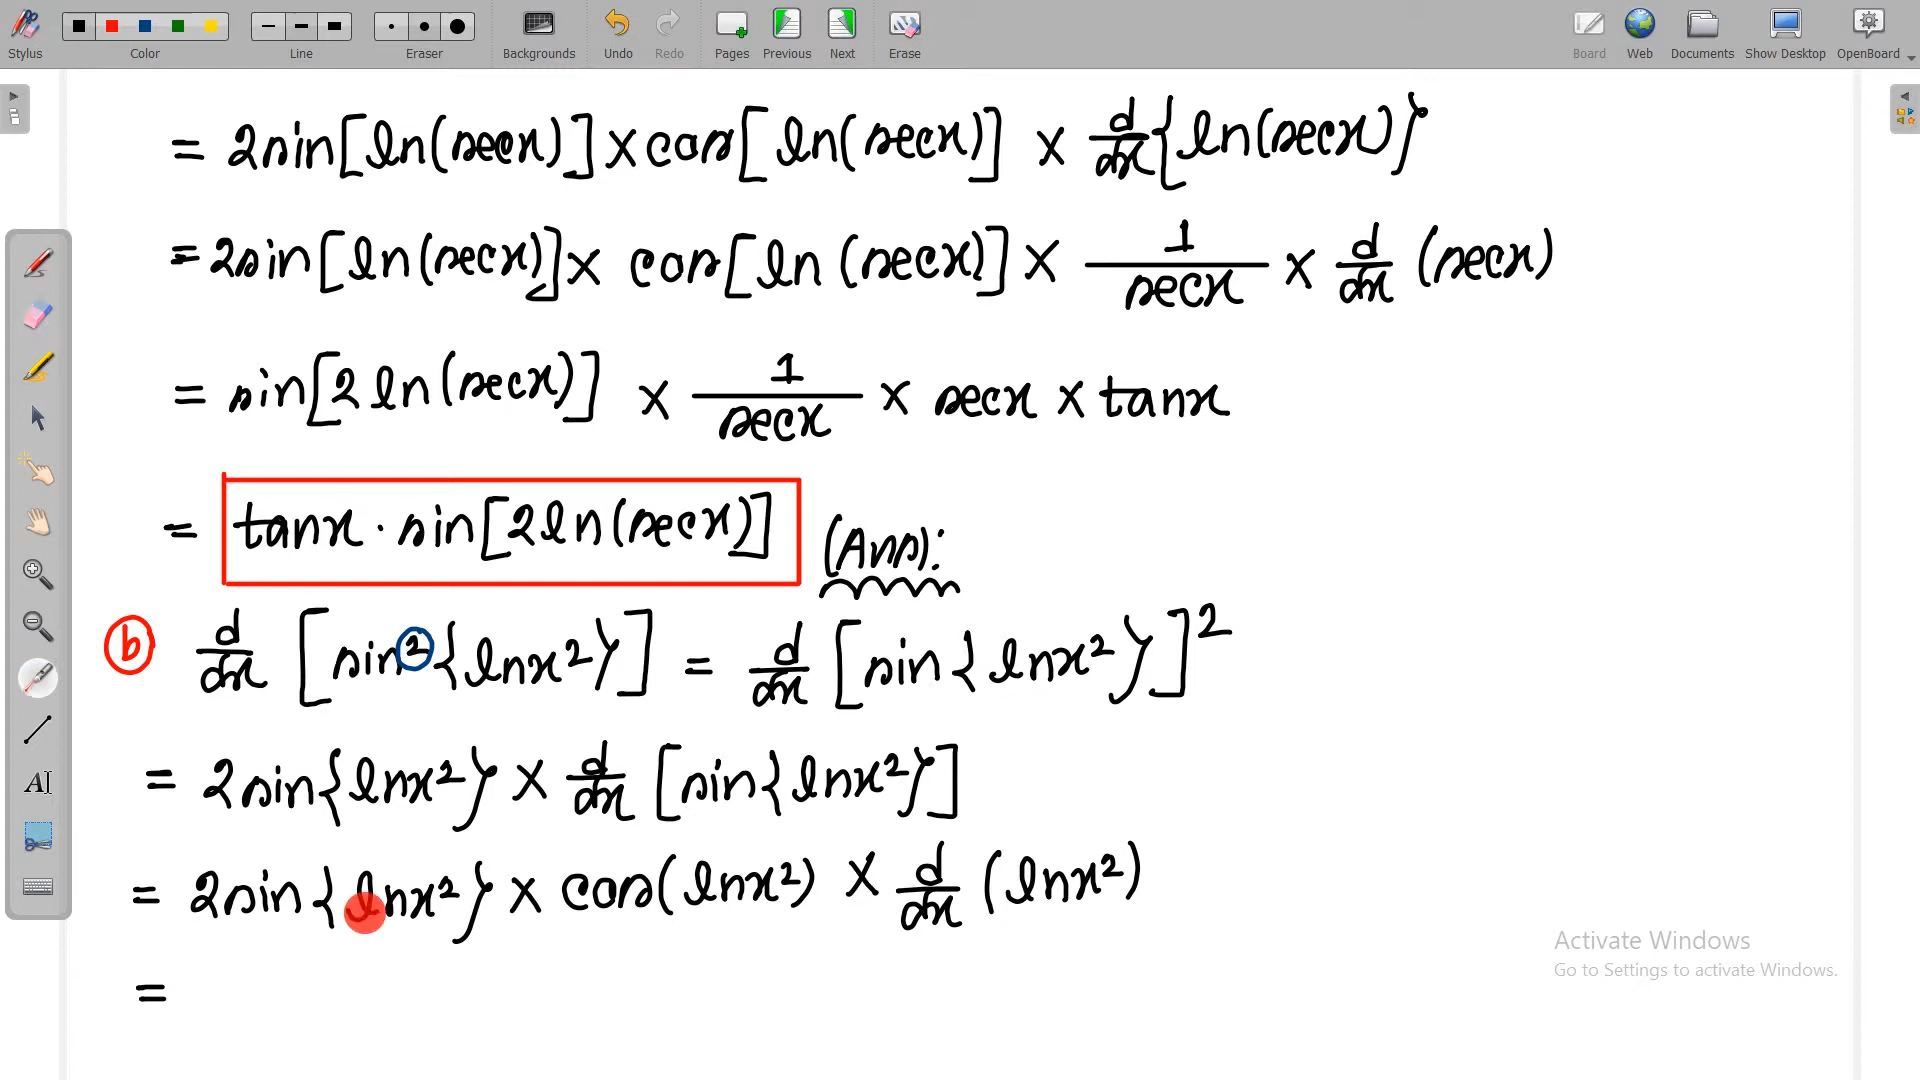 Stylus Color Line Eraser Backgrounds Undo Redo Pages Previous Next Erase Board Web Documents Show Desktop OpenBoard
= 2sin[ln(secx)]×cos[ln(secx)] × d/dx{ln(secx)}
= 2sin[ln(secx)]× cos[ln(secx)] × 1/secx × d/dx (secx)
= sin[2ln(secx)] × 1/secx × secx × tanx
= tanx · sin[2ln(secx)] (Ans):
b d/dx [sin²{lnx²}] = d/dx [sin{lnx²}]²
= 2sin{lnx²} × d/dx [sin{lnx²}]
= 2sin{lnx²} × cos(lnx²) × d/dx (lnx²)
=
Activate Windows
Go to Settings to activate Windows.